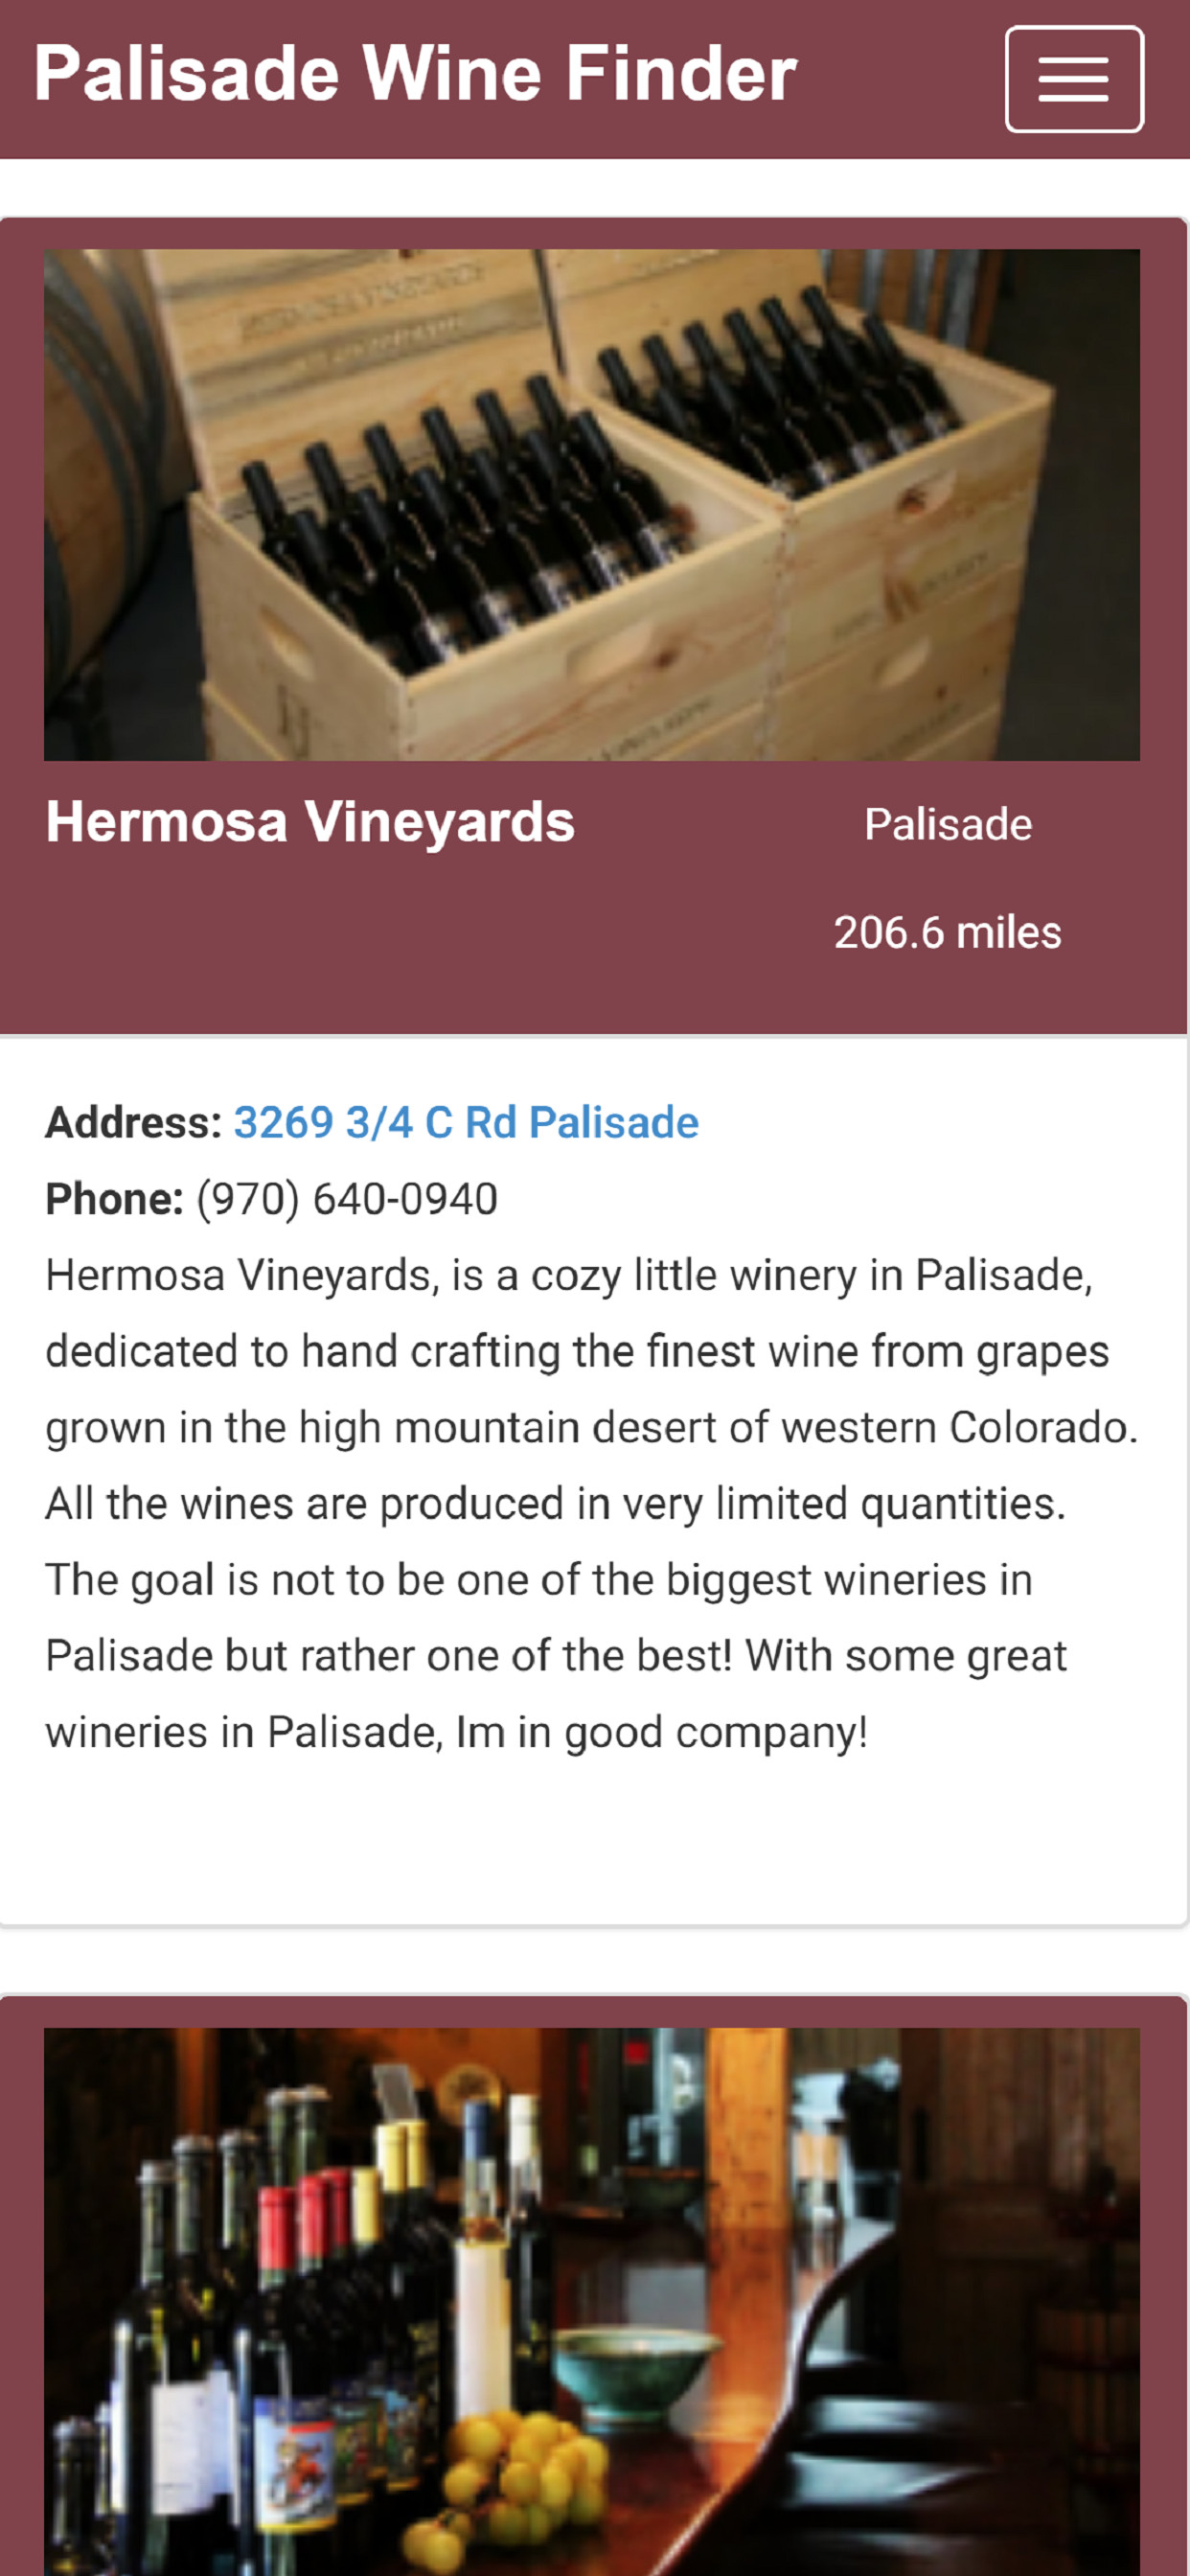 Palisade Wine Finder
Hermosa Vineyards
Palisade
206.6 miles
Address: 3269 3/4 C Rd Palisade
Phone: (970) 640-0940
Hermosa Vineyards, is a cozy little winery in Palisade,
dedicated to hand crafting the finest wine from grapes
grown in the high mountain desert of western Colorado.
All the wines are produced in very limited quantities.
The goal is not to be one of the biggest wineries in
Palisade but rather one of the best! With some great
wineries in Palisade, Im in good company!